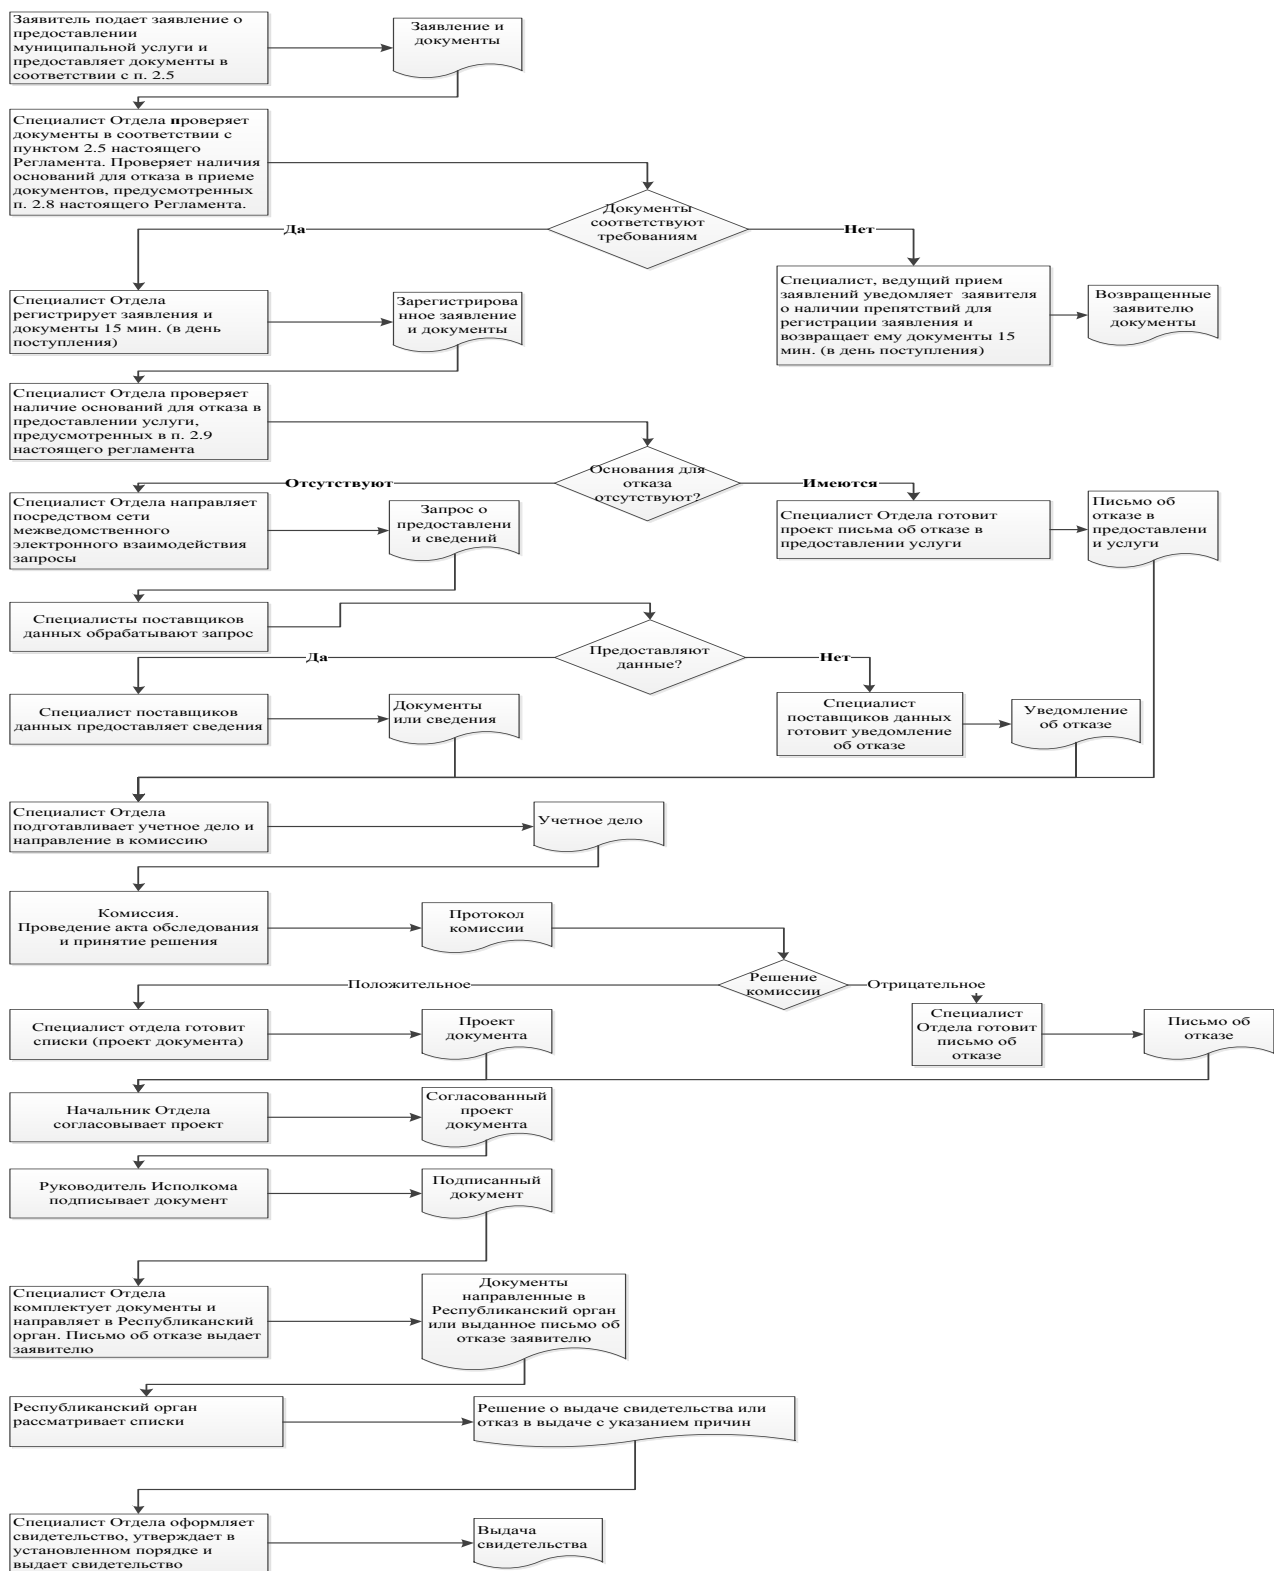 Заявитель подает заявление о
предоставлении
муниципальной услуги и
предоставляет документы в
соответствии с п. 2.5
Заявление и
документы
Специалист Отдела проверяет
документы в соответствии с
пунктом 2.5 настоящего
Регламента. Проверяет наличия
оснований для отказа в приеме
документов, предусмотренных
п. 2.8 настоящего Регламента.
Документы
соответствуют
требованиям
Да
Нет
Специалист Отдела
регистрирует заявления и
документы 15 мин. (в день
поступления)
Зарегистрирова
нное заявление
и документы
Специалист, ведущий прием
заявлений уведомляет заявителя
о наличии препятствий для
регистрации заявления и
возвращает ему документы 15
мин. (в день поступления)
Возвращенные
заявителю
документы
Специалист Отдела проверяет
наличие оснований для отказа в
предоставлении услуги,
предусмотренных в п. 2.9
настоящего регламента
Основания для
отказа
отсутствуют?
Отсутствуют
Имеются
Специалист Отдела направляет
посредством сети
межведомственного
электронного взаимодействия
запросы
Запрос о
предоставлени
и сведений
Специалист Отдела готовит
проект письма об отказе в
предоставлении услуги
Письмо об
отказе в
предоставлени
и услуги
Специалисты поставщиков
данных обрабатывают запрос
Предоставляют
данные?
Да
Нет
Специалист поставщиков
данных предоставляет сведения
Документы
или сведения
Специалист
поставщиков данных
готовит уведомление
об отказе
Уведомление
об отказе
Специалист Отдела
подготавливает учетное дело и
направление в комиссию
Учетное дело
Комиссия.
Проведение акта обследования
и принятие решения
Протокол
комиссии
Решение
комиссии
Положительное
Отрицательное
Специалист отдела готовит
списки (проект документа)
Проект
документа
Специалист
Отдела готовит
письмо об
отказе
Письмо об
отказе
Начальник Отдела
согласовывает проект
Согласованный
проект
документа
Руководитель Исполкома
подписывает документ
Подписанный
документ
Специалист Отдела
комплектует документы и
направляет в Республиканский
орган. Письмо об отказе выдает
заявителю
Документы
направленные в
Республиканский орган
или выданное письмо об
отказе заявителю
Республиканский орган
рассматривает списки
Решение о выдаче свидетельства или
отказ в выдаче с указанием причин
Специалист Отдела оформляет
свидетельство, утверждает в
установленном порядке и
выдает свидетельство
Выдача
свидетельства